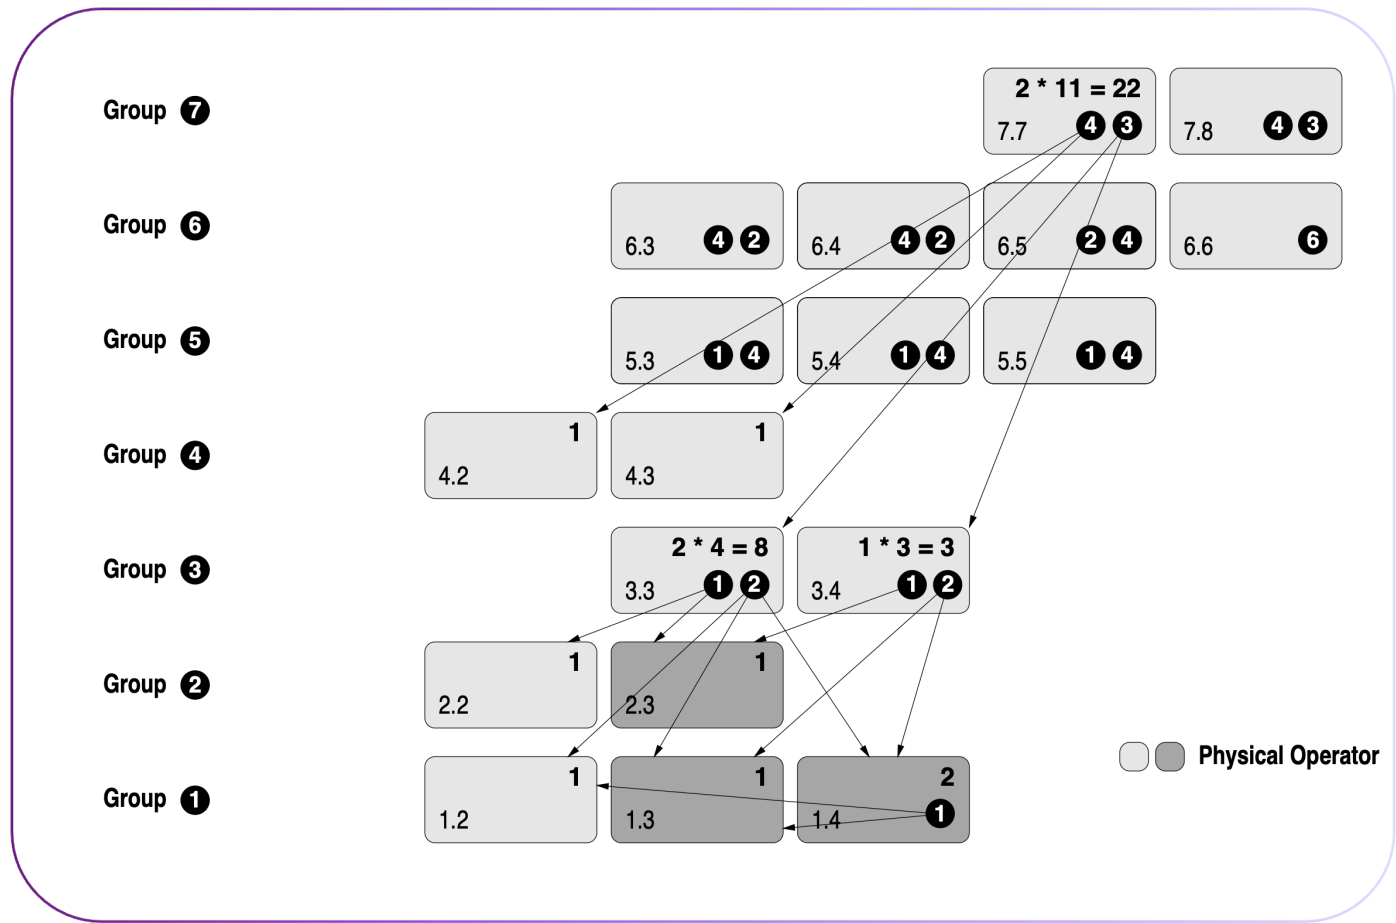 Group 7
2 * 11 = 22
7.7 4 3
7.8 4 3
Group 6
6.3 4 2
6.4 4 2
6.5 2 4
6.6 6
Group 5
5.3 1 4
5.4 1 4
5.5 1 4
Group 4
1
4.2
1
4.3
Group 3
2 * 4 = 8
3.3 1 2
1 * 3 = 3
3.4 1 2
Group 2
1
2.2
1
2.3
Physical Operator
Group 1
1
1.2
1
1.3
2
1.4 1